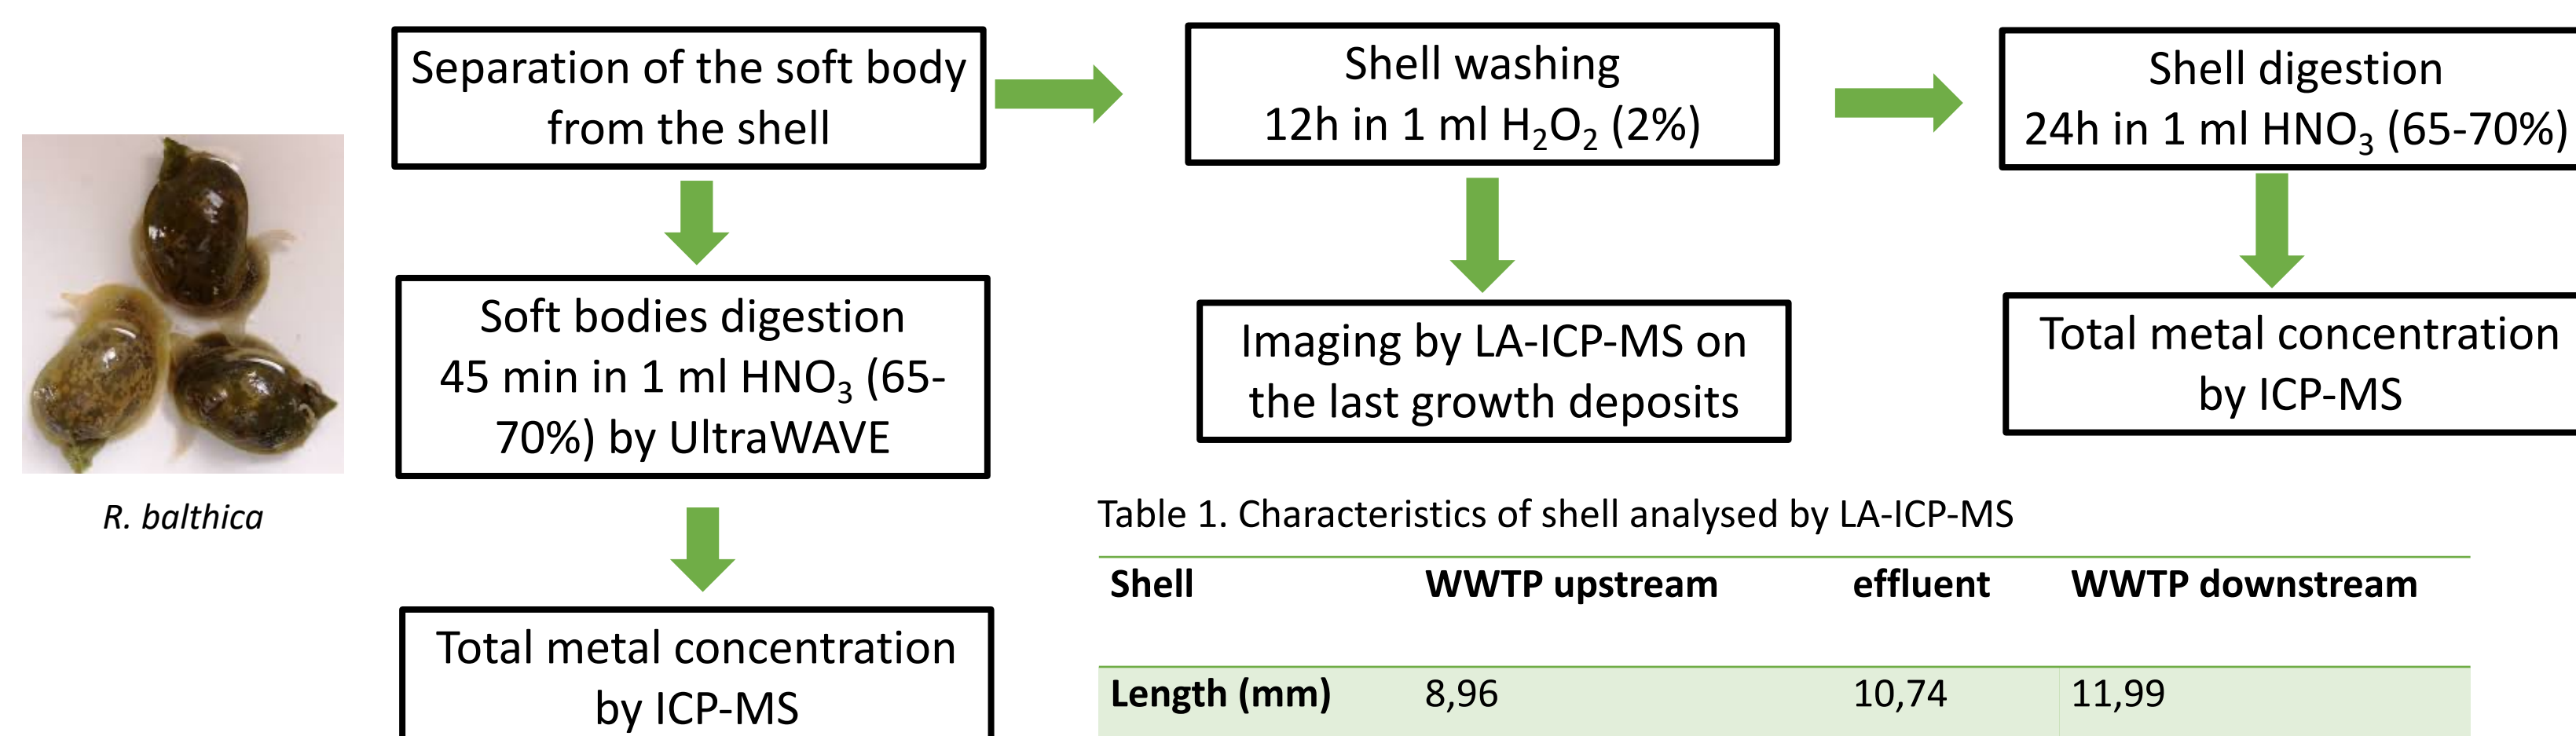 Separation of the soft body
from the shell
Shell washing
12h in 1 ml H₂O₂ (2%)
Shell digestion
24h in 1 ml HNO₃ (65-70%)
Soft bodies digestion
45 min in 1 ml HNO₃ (65-
70%) by UltraWAVE
Imaging by LA-ICP-MS on
the last growth deposits
Total metal concentration
by ICP-MS
R. balthica
Total metal concentration
by ICP-MS
Table 1. Characteristics of shell analysed by LA-ICP-MS
Shell WWTP upstream effluent WWTP downstream
Length (mm) 8,96 10,74 11,99